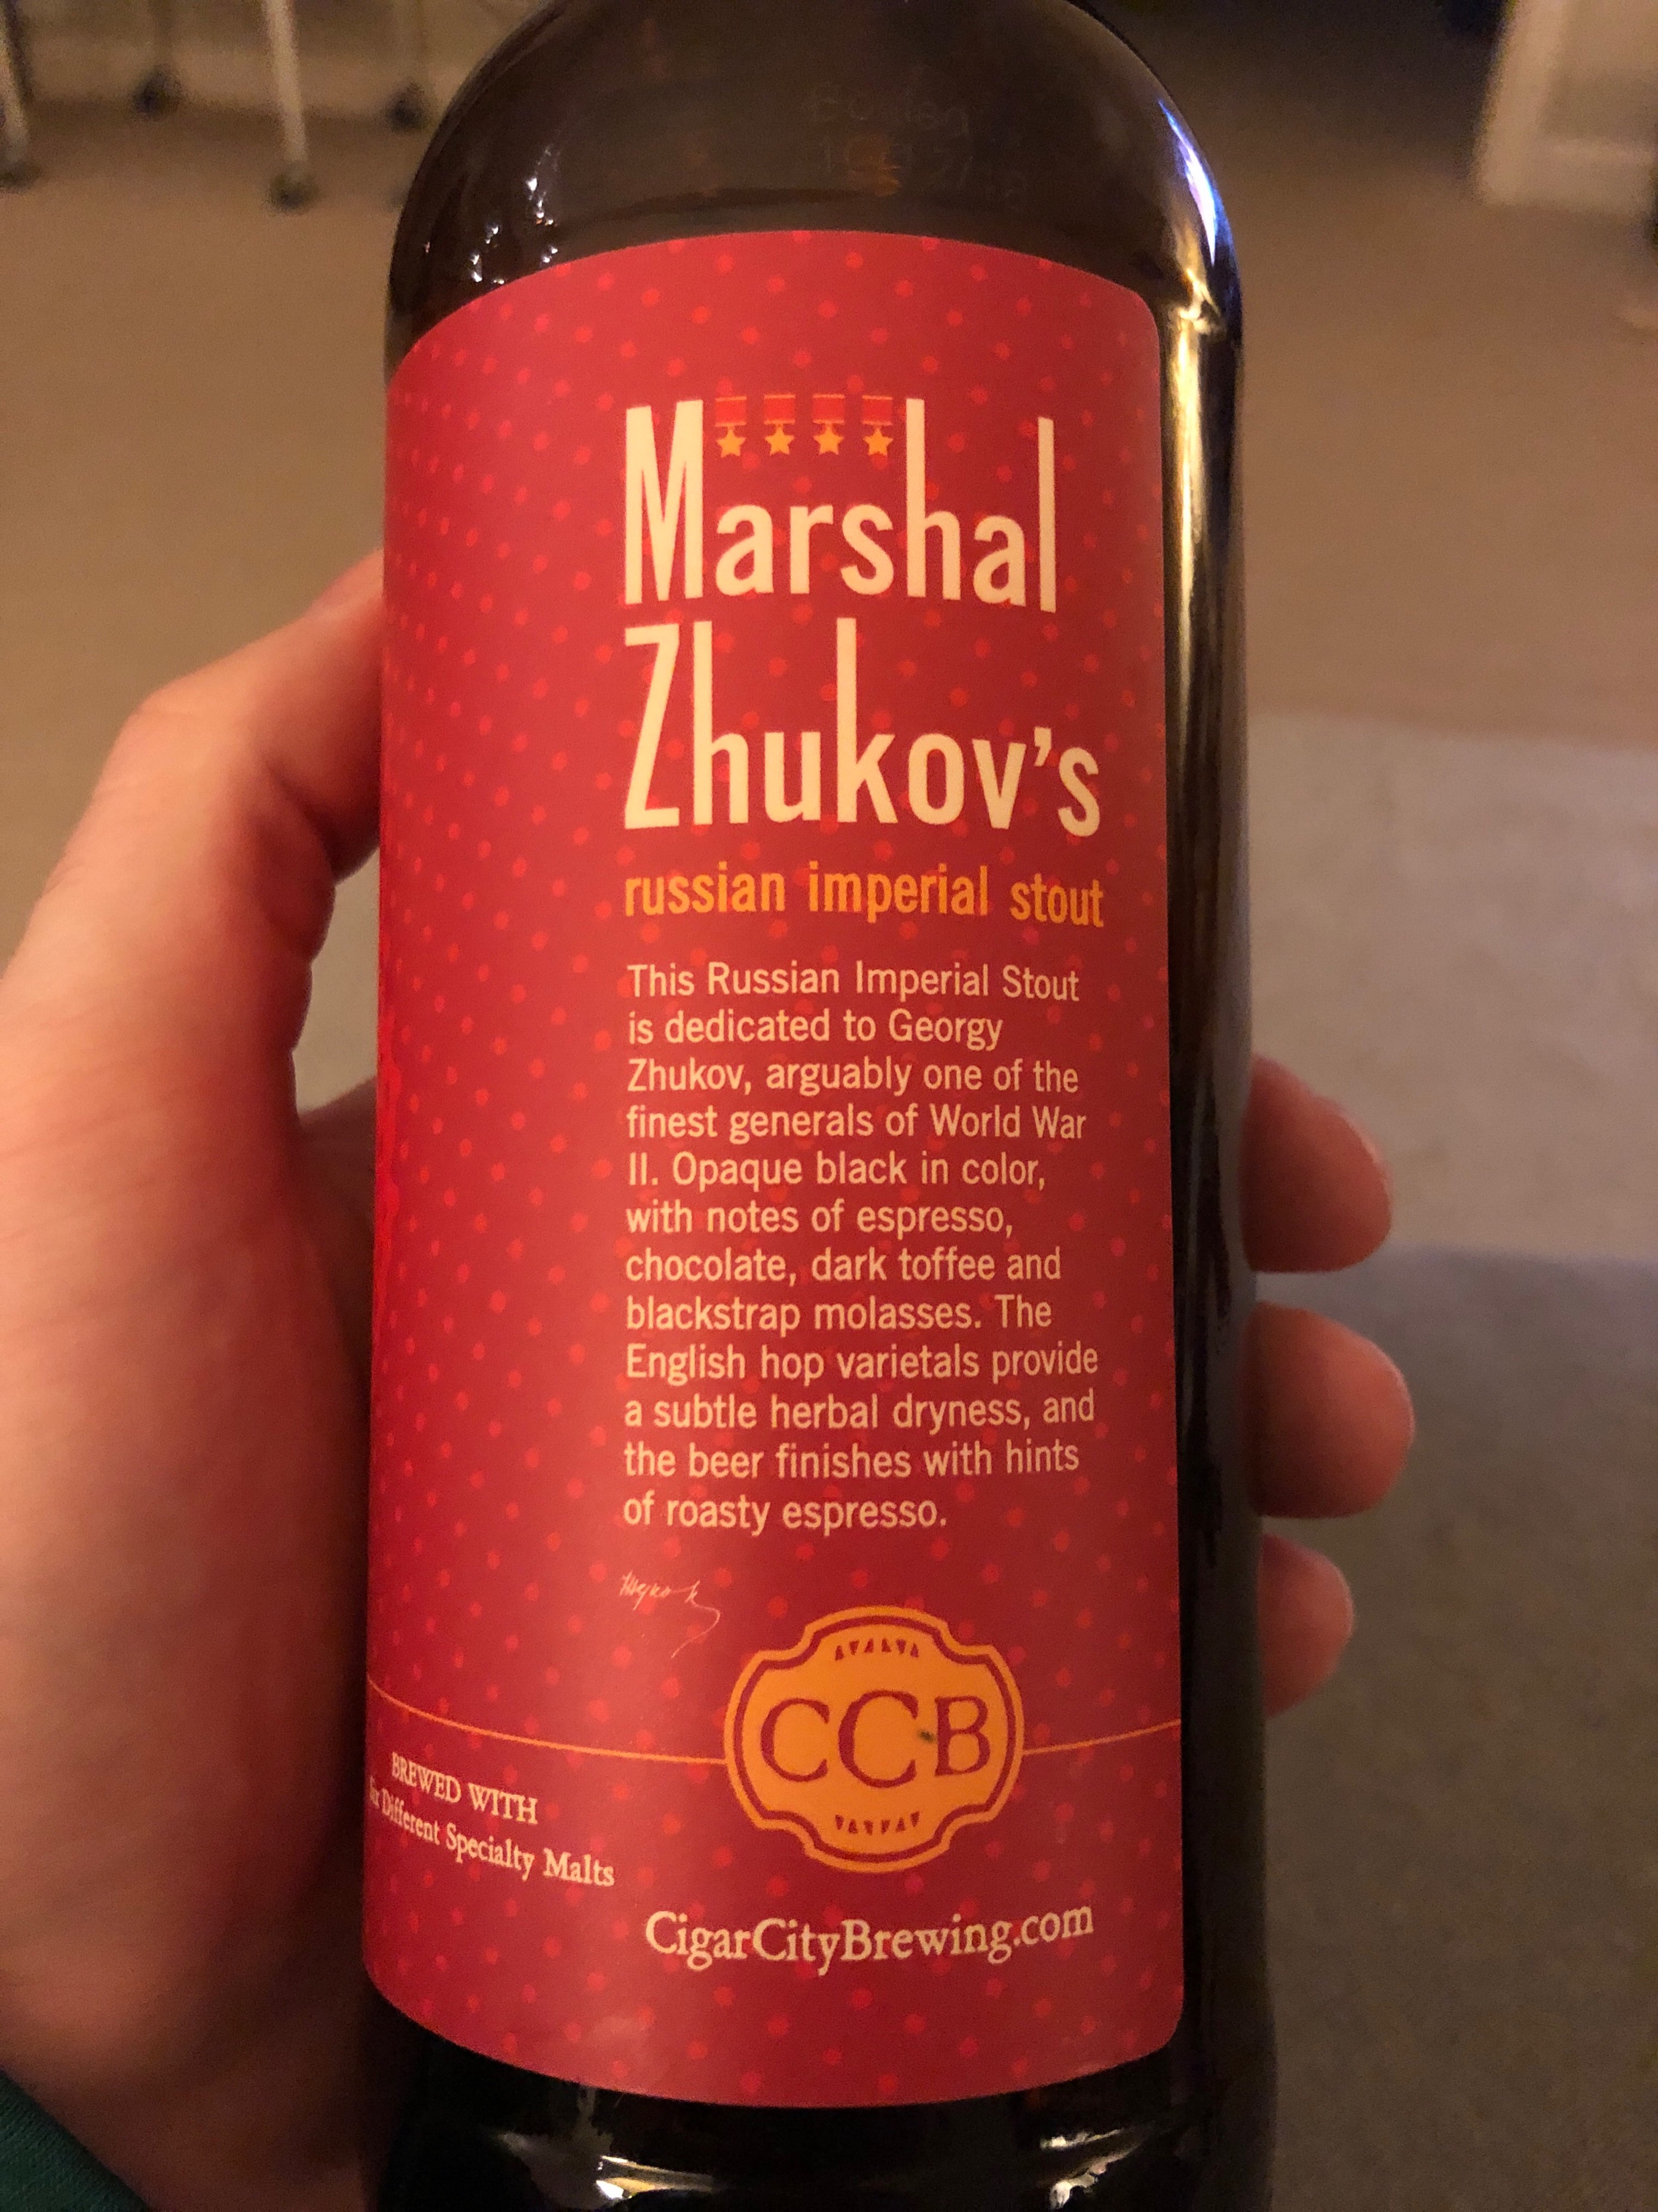 Marshal
Zhukov's
russian imperial stout
This Russian Imperial Stout
is dedicated to Georgy
Zhukov, arguably one of the
finest generals of World War
II. Opaque black in color,
with notes of espresso,
chocolate, dark toffee and
blackstrap molasses. The
English hop varietals provide
a subtle herbal dryness, and
the beer finishes with hints
of roasty espresso.
CCB
BREWED WITH
Different Specialty Malts
CigarCityBrewing.com